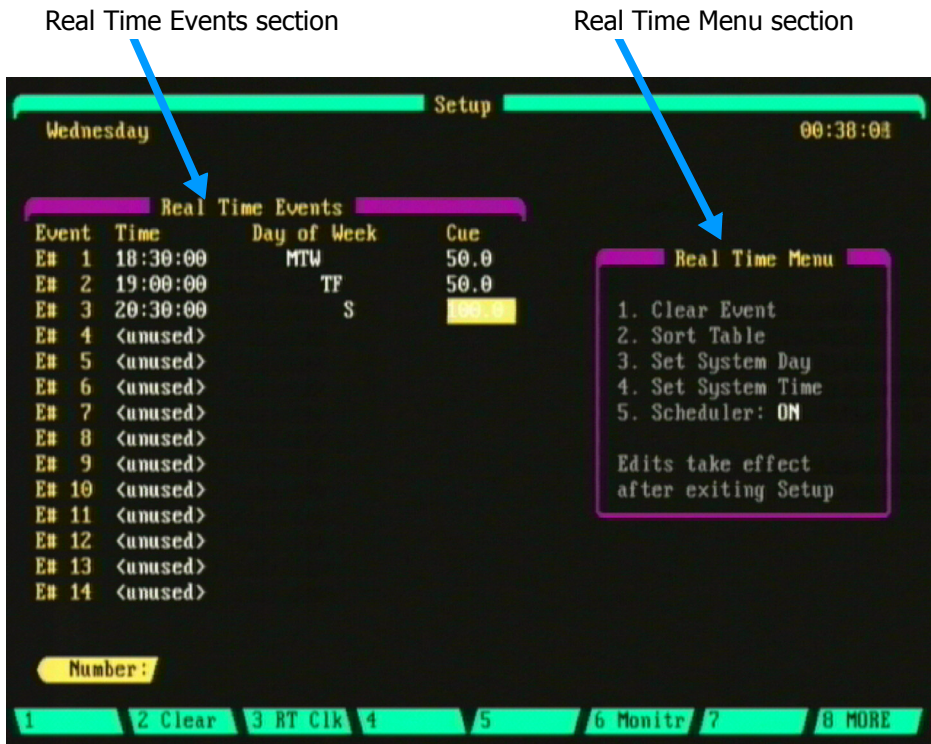 Real Time Events section
Real Time Menu section
Setup
Wednesday
00:38:0
Real Time Events
Event Time Day of Week Cue
E# 1 18:30:00 MTW 50.0
E# 2 19:00:00 TF 50.0
E# 3 20:30:00 S 100.0
E# 4 <unused>
E# 5 <unused>
E# 6 <unused>
E# 7 <unused>
E# 8 <unused>
E# 9 <unused>
E# 10 <unused>
E# 11 <unused>
E# 12 <unused>
E# 13 <unused>
E# 14 <unused>
Real Time Menu
1. Clear Event
2. Sort Table
3. Set System Day
4. Set System Time
5. Scheduler: ON
Edits take effect
after exiting Setup
Number:
1 2 Clear 3 RT Clk 4 5 6 Monitr 7 8 MORE